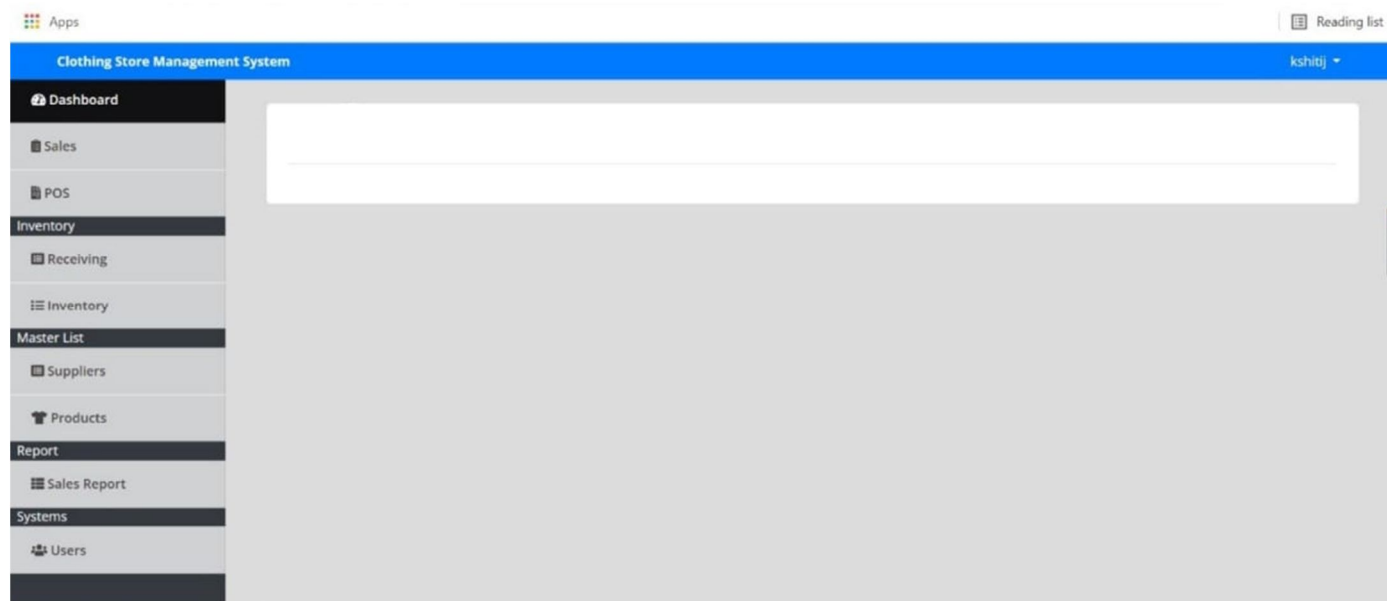 Apps
Reading list
Clothing Store Management System
kshitij
Dashboard
Sales
POS
Inventory
Receiving
Inventory
Master List
Suppliers
Products
Report
Sales Report
Systems
Users